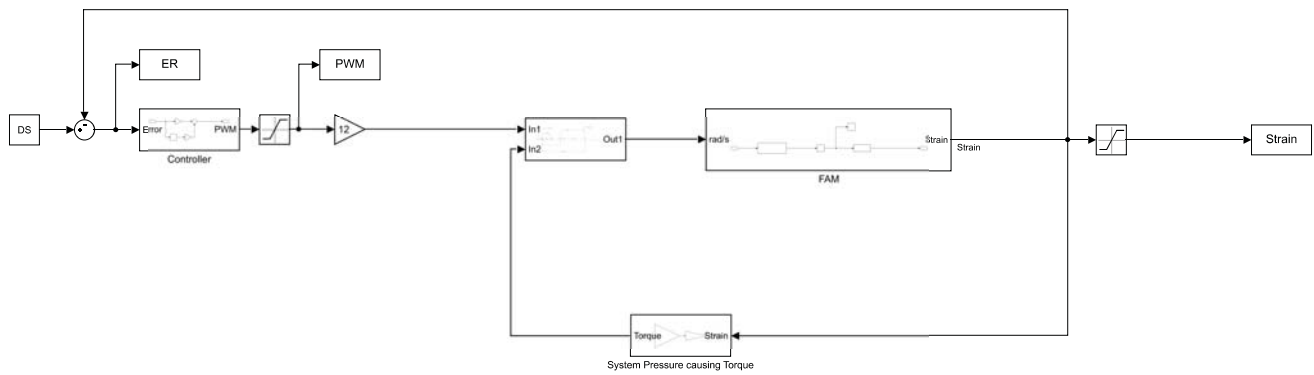 ER
PWM
DS
Error
PWM
Controller
12
In1
In2
Out1
rad/s
Strain
Strain
FAM
Strain
Torque
Strain
System Pressure causing Torque